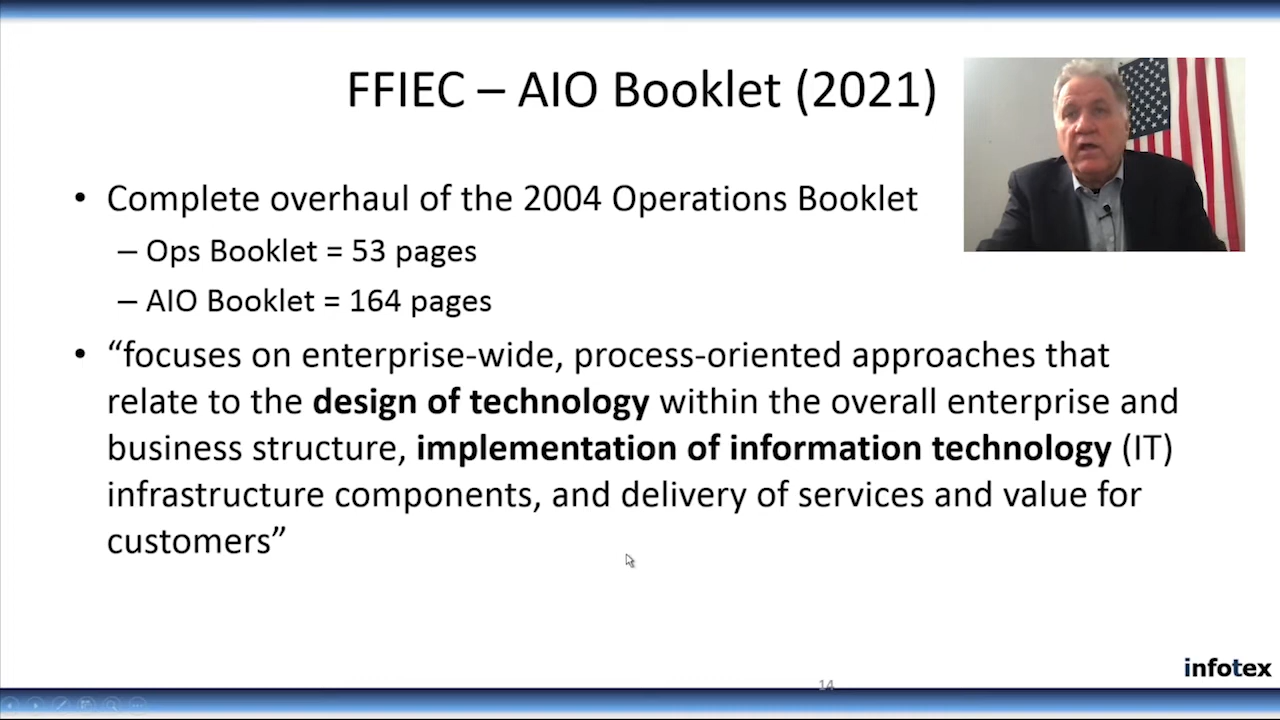 FFIEC – AIO Booklet (2021)
• Complete overhaul of the 2004 Operations Booklet
– Ops Booklet = 53 pages
– AIO Booklet = 164 pages
• “focuses on enterprise-wide, process-oriented approaches that
relate to the design of technology within the overall enterprise and
business structure, implementation of information technology (IT)
infrastructure components, and delivery of services and value for
customers”
infotex
14